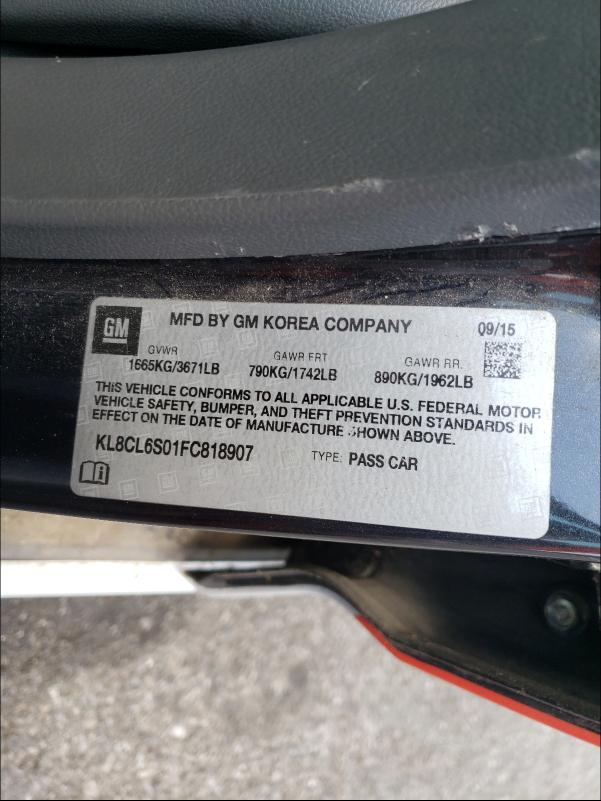 GM
MFD BY GM KOREA COMPANY 09/15
GVWR GAWR FRT GAWR RR.
1665KG/3671LB 790KG/1742LB 890KG/1962LB
THIS VEHICLE CONFORMS TO ALL APPLICABLE U.S. FEDERAL MOTOR
VEHICLE SAFETY, BUMPER, AND THEFT PREVENTION STANDARDS IN
EFFECT ON THE DATE OF MANUFACTURE SHOWN ABOVE.
KL8CL6S01FC818907 TYPE: PASS CAR